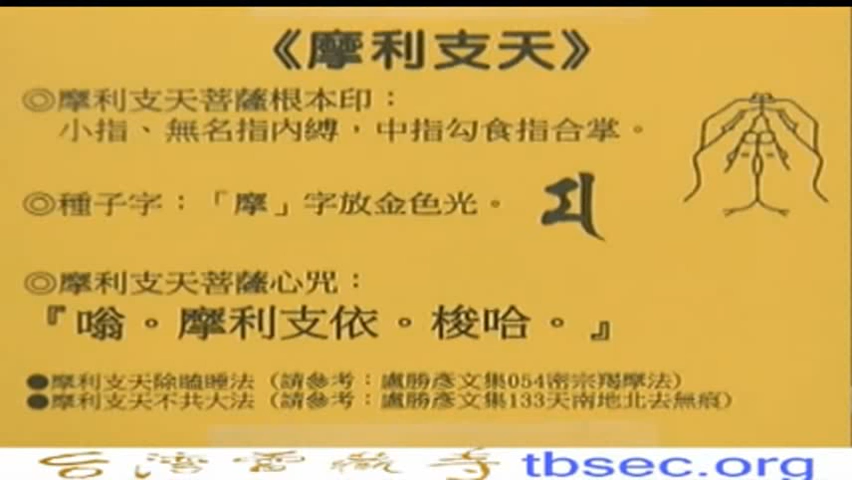 《摩利支天》
◎摩利支天菩薩根本印：
小指、無名指內縛，中指勾食指合掌。
◎種子字：「摩」字放金色光。
◎摩利支天菩薩心咒：
『嗡。摩利支依。梭哈。』
●摩利支天除瞌睡法（請參考：盧勝彥文集054密宗羯摩法）
●摩利支天不共大法（請參考：盧勝彥文集133天南地北去無痕）
台灣雷藏寺 tbsec.org